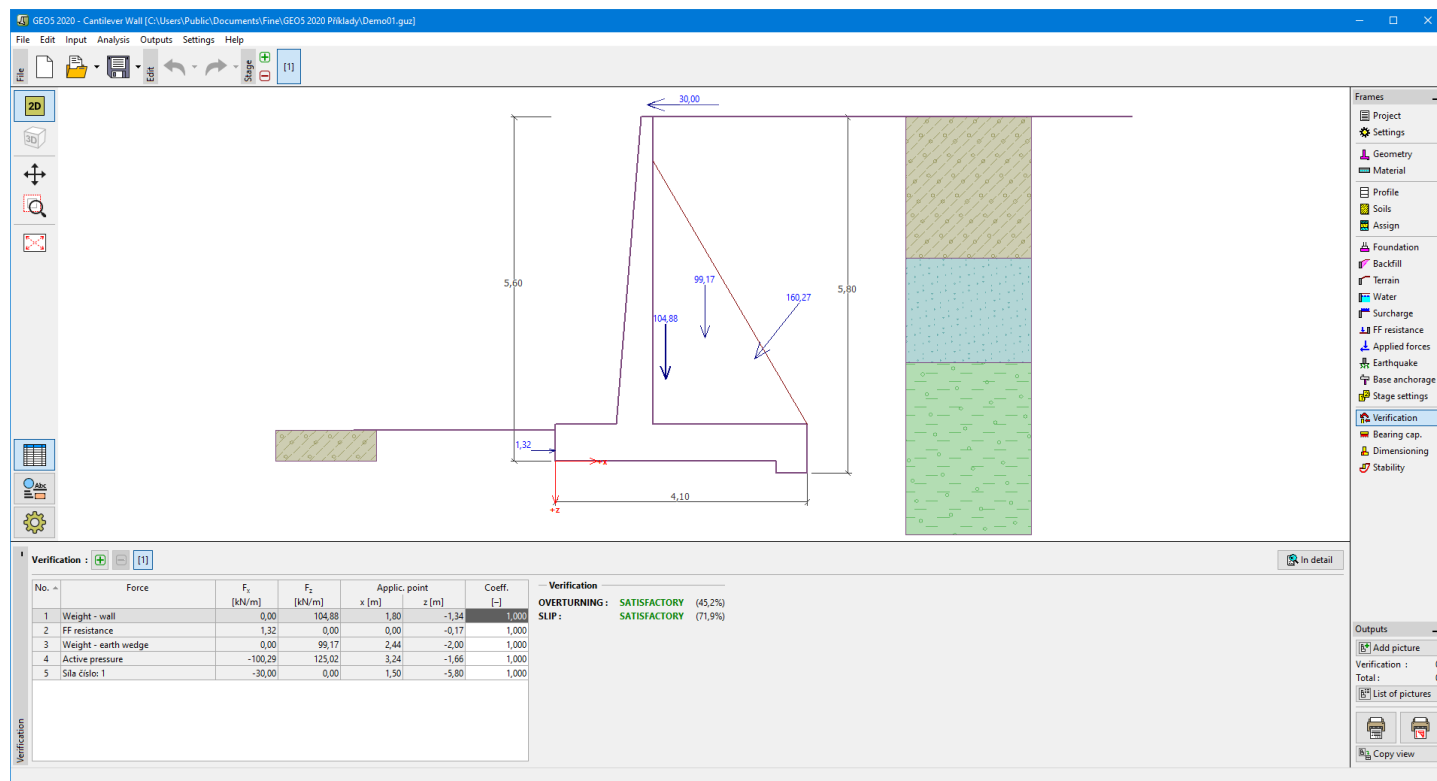 GEO5 2020 - Cantilever Wall [C:\Users\Public\Documents\Fine\GEO5 2020 Příklady\Demo01.guz]
File Edit Input Analysis Outputs Settings Help
File
Edit
Stage
[1]
2D
3D
30,00
5,60
5,80
99,17
160,27
104,88
1,32
+x
+z
4,10
Frames
Project
Settings
Geometry
Material
Profile
Soils
Assign
Foundation
Backfill
Terrain
Water
Surcharge
FF resistance
Applied forces
Earthquake
Base anchorage
Stage settings
Verification
Bearing cap.
Dimensioning
Stability
Abc
Verification : [1] In detail
No. Force Fx Fz Applic. point Coeff.
[kN/m] [kN/m] x [m] z [m] [–]
1 Weight - wall 0,00 104,88 1,80 -1,34 1,000
2 FF resistance 1,32 0,00 0,00 -0,17 1,000
3 Weight - earth wedge 0,00 99,17 2,44 -2,00 1,000
4 Active pressure -100,29 125,02 3,24 -1,66 1,000
5 Síla číslo: 1 -30,00 0,00 1,50 -5,80 1,000
Verification
OVERTURNING : SATISFACTORY (45,2%)
SLIP : SATISFACTORY (71,9%)
Verification
Outputs
Add picture
Verification :
Total :
List of pictures
Copy view